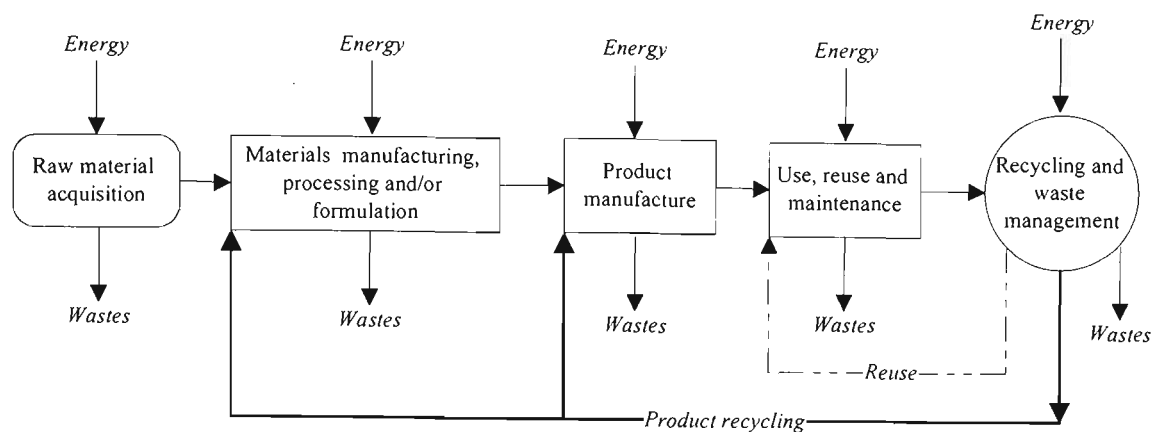 Energy
Energy
Energy
Energy
Energy
Raw material
acquisition
Materials manufacturing,
processing and/or
formulation
Product
manufacture
Use, reuse and
maintenance
Recycling and
waste
management
Wastes
Wastes
Wastes
Wastes
Wastes
Reuse
Product recycling